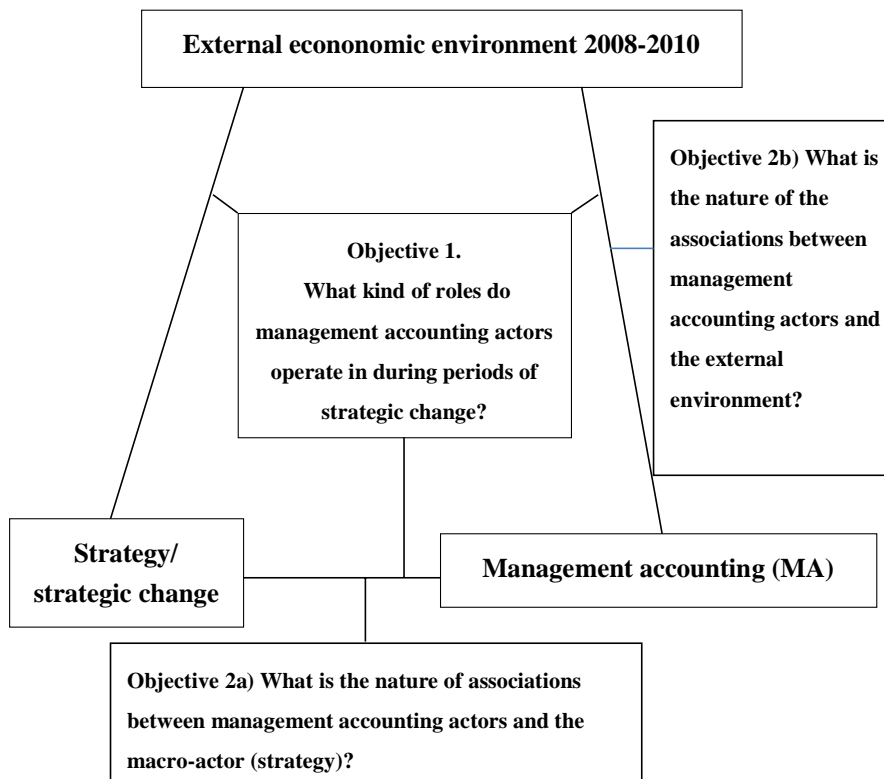 External econonomic environment 2008-2010
Objective 2b) What is
the nature of the
associations between
management
accounting actors and
the external
environment?
Objective 1.
What kind of roles do
management accounting actors
operate in during periods of
strategic change?
Strategy/
strategic change
Management accounting (MA)
Objective 2a) What is the nature of associations
between management accounting actors and the
macro-actor (strategy)?